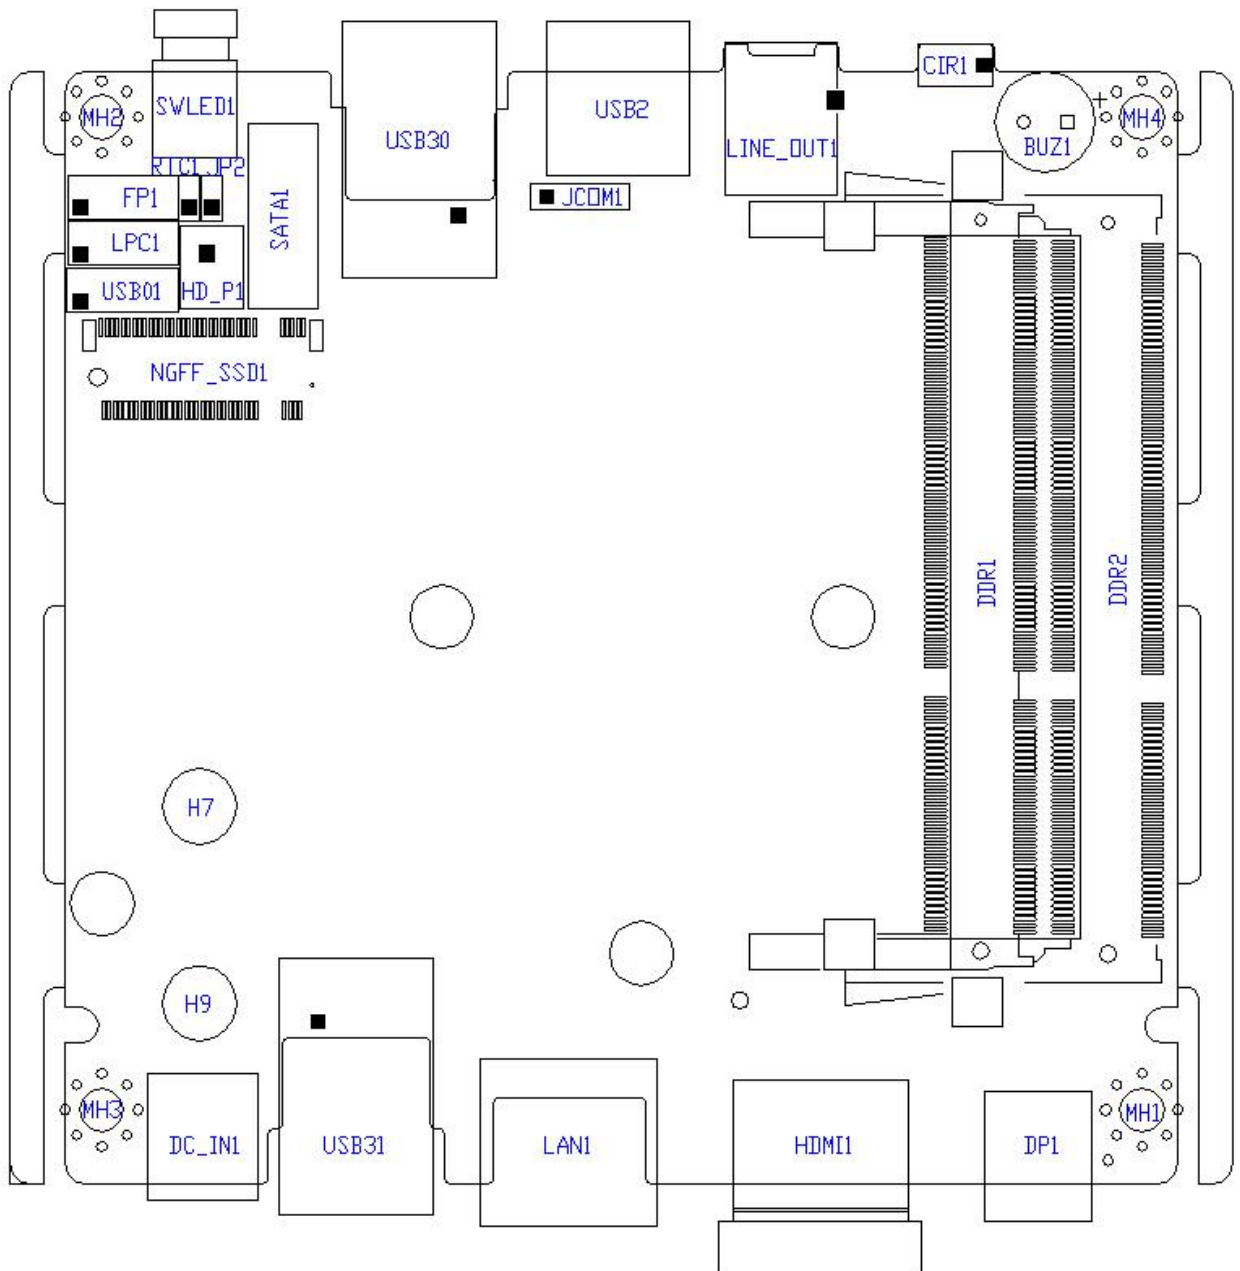 CIR1
SWLED1
MH2
USB30
USB2
LINE_OUT1
+
MH4
BUZ1
RTC1 JP2
FP1
JCOM1
SATA1
LPC1
USB01
HD_P1
NGFF_SSD1
DDR1
DDR2
H7
H9
MH3
DC_IN1
USB31
LAN1
HDMI1
DP1
MH1